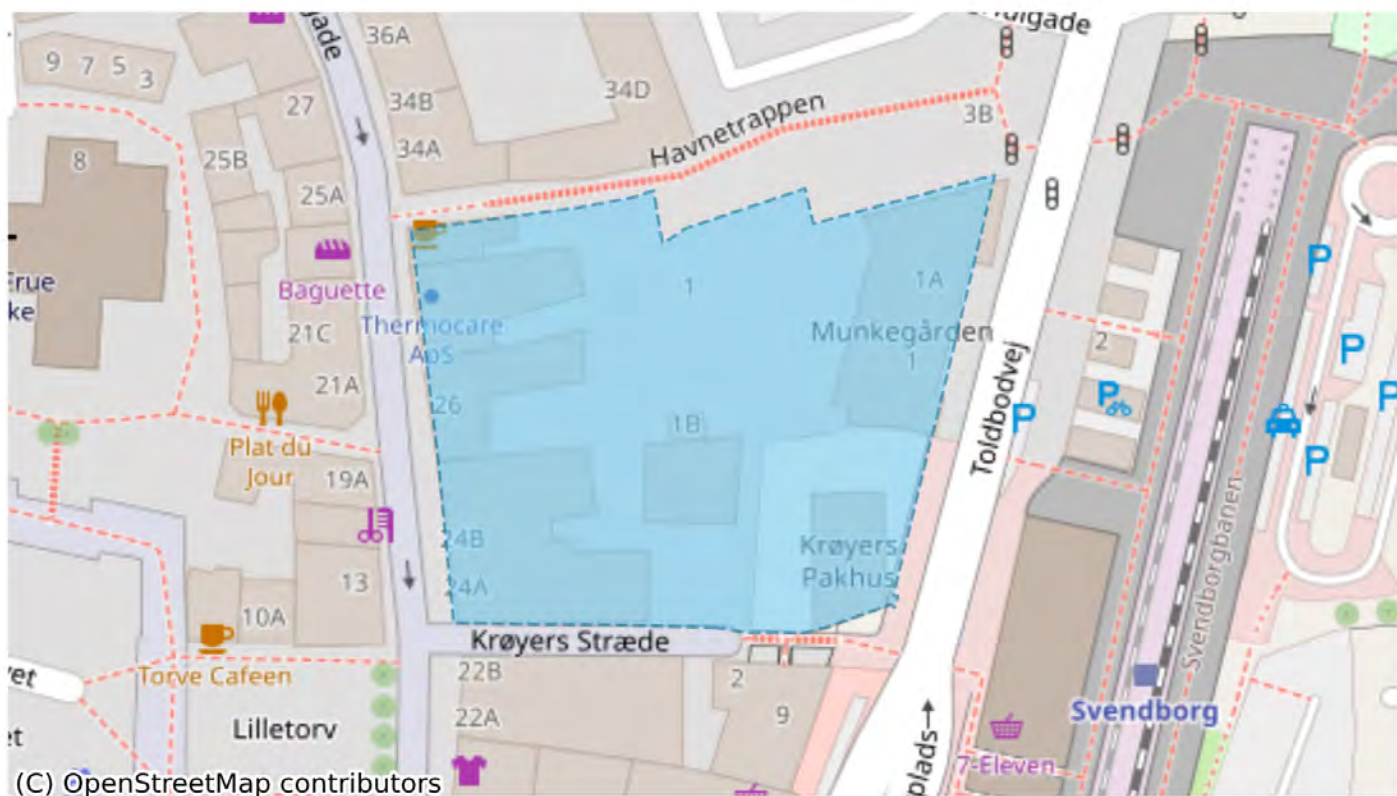 36A
9 7 5 3
34D
34B
27
Havnetrappen
3B
34A
8
25B
25A
1
1A
Baguette
Thermocare
ApS
Munkegården
1
21C
2
21A
26
P
P
P
P
P
P
1B
Toldbodvej
Plat du
Jour
19A
Svendborgbanen
24B
Krøyers
Pakhus
13
24A
10A
Krøyers Stræde
Torve Cafeen
22B
2
22A
9
Lilletorv
Svendborg
7-Eleven
(C) OpenStreetMap contributors